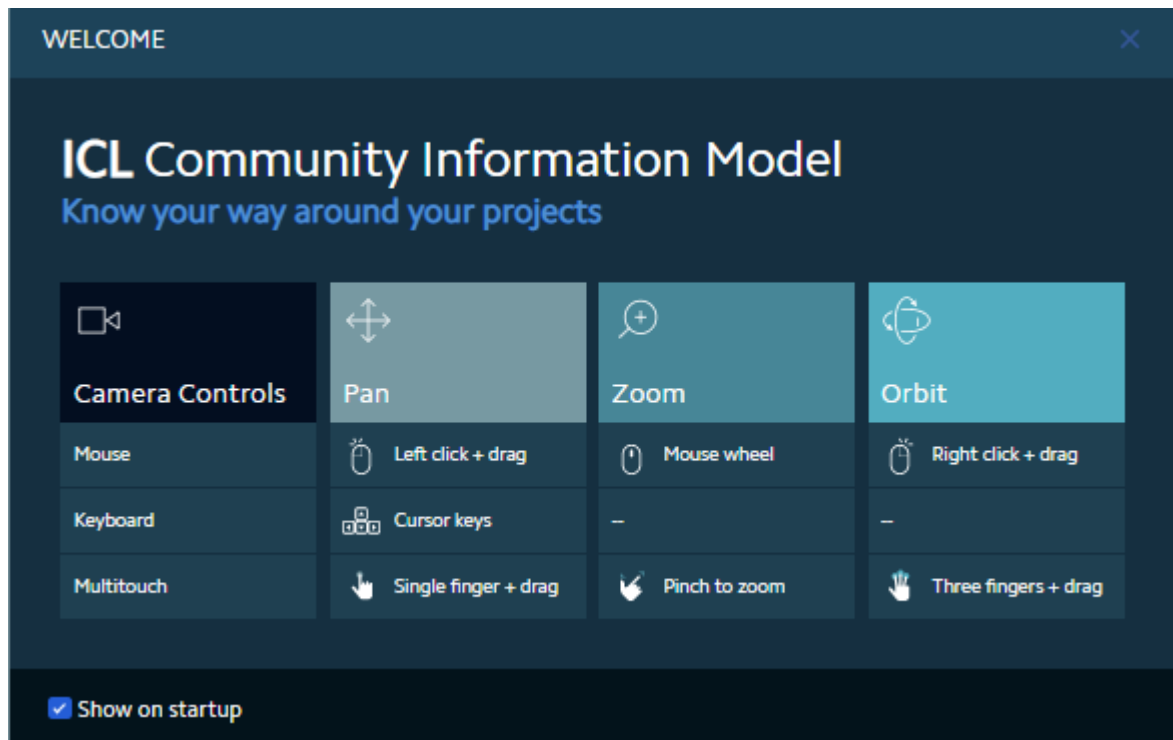 WELCOME
ICL Community Information Model
Know your way around your projects
Camera Controls Pan Zoom Orbit
Mouse Left click + drag Mouse wheel Right click + drag
Keyboard Cursor keys – –
Multitouch Single finger + drag Pinch to zoom Three fingers + drag
Show on startup